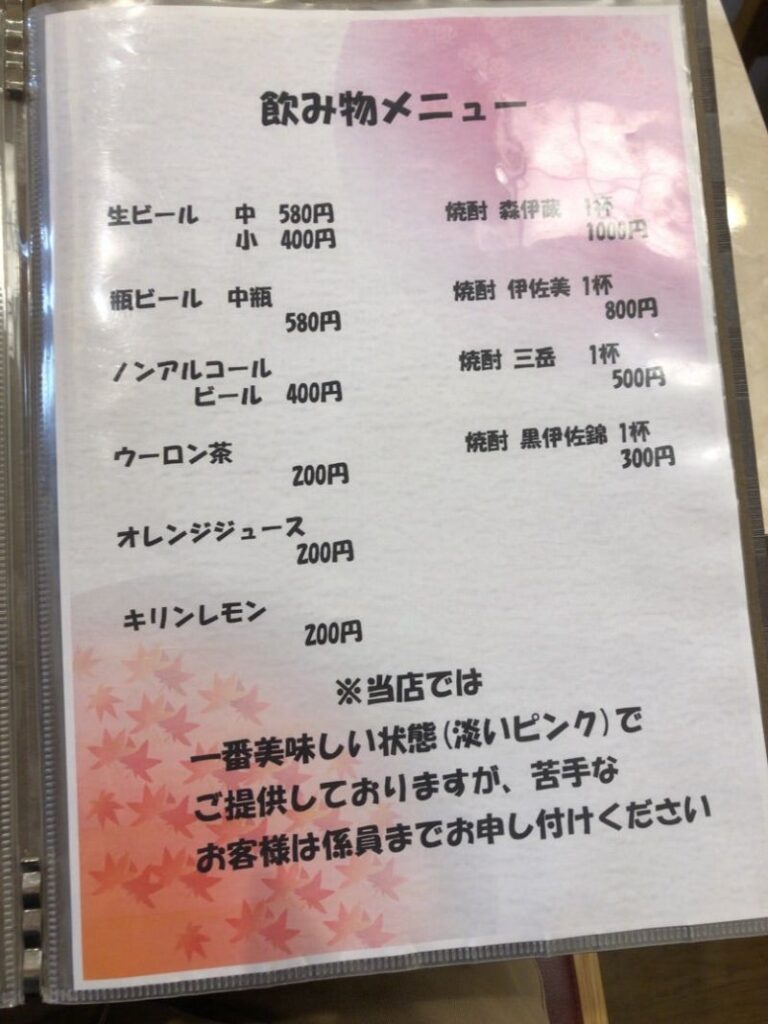 飲み物メニュー
生ビール 中 580円
小 400円
瓶ビール 中瓶
580円
ノンアルコール
ビール 400円
ウーロン茶
200円
オレンジジュース
200円
キリンレモン
200円
焼酎 森伊蔵 1杯
1000円
焼酎 伊佐美 1杯
800円
焼酎 三岳 1杯
500円
焼酎 黒伊佐錦 1杯
300円
※当店では
一番美味しい状態(淡いピンク)で
ご提供しておりますが、苦手な
お客様は係員までお申し付けください